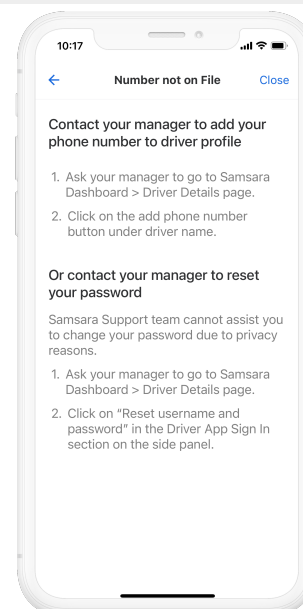 10:17
Number not on File
Close
Contact your manager to add your
phone number to driver profile
1. Ask your manager to go to Samsara
Dashboard > Driver Details page.
2. Click on the add phone number
button under driver name.
Or contact your manager to reset
your password
Samsara Support team cannot assist you
to change your password due to privacy
reasons.
1. Ask your manager to go to Samsara
Dashboard > Driver Details page.
2. Click on “Reset username and
password” in the Driver App Sign In
section on the side panel.